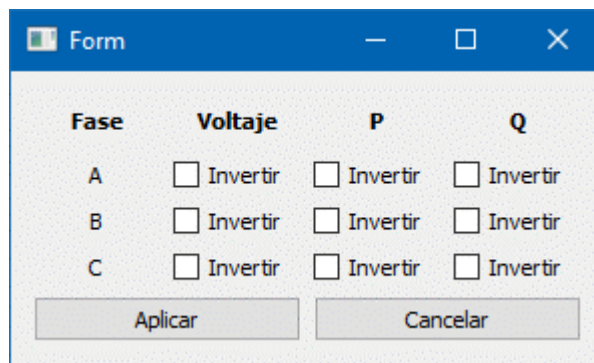 Form
Fase Voltaje P Q
A Invertir Invertir Invertir
B Invertir Invertir Invertir
C Invertir Invertir Invertir
Aplicar Cancelar